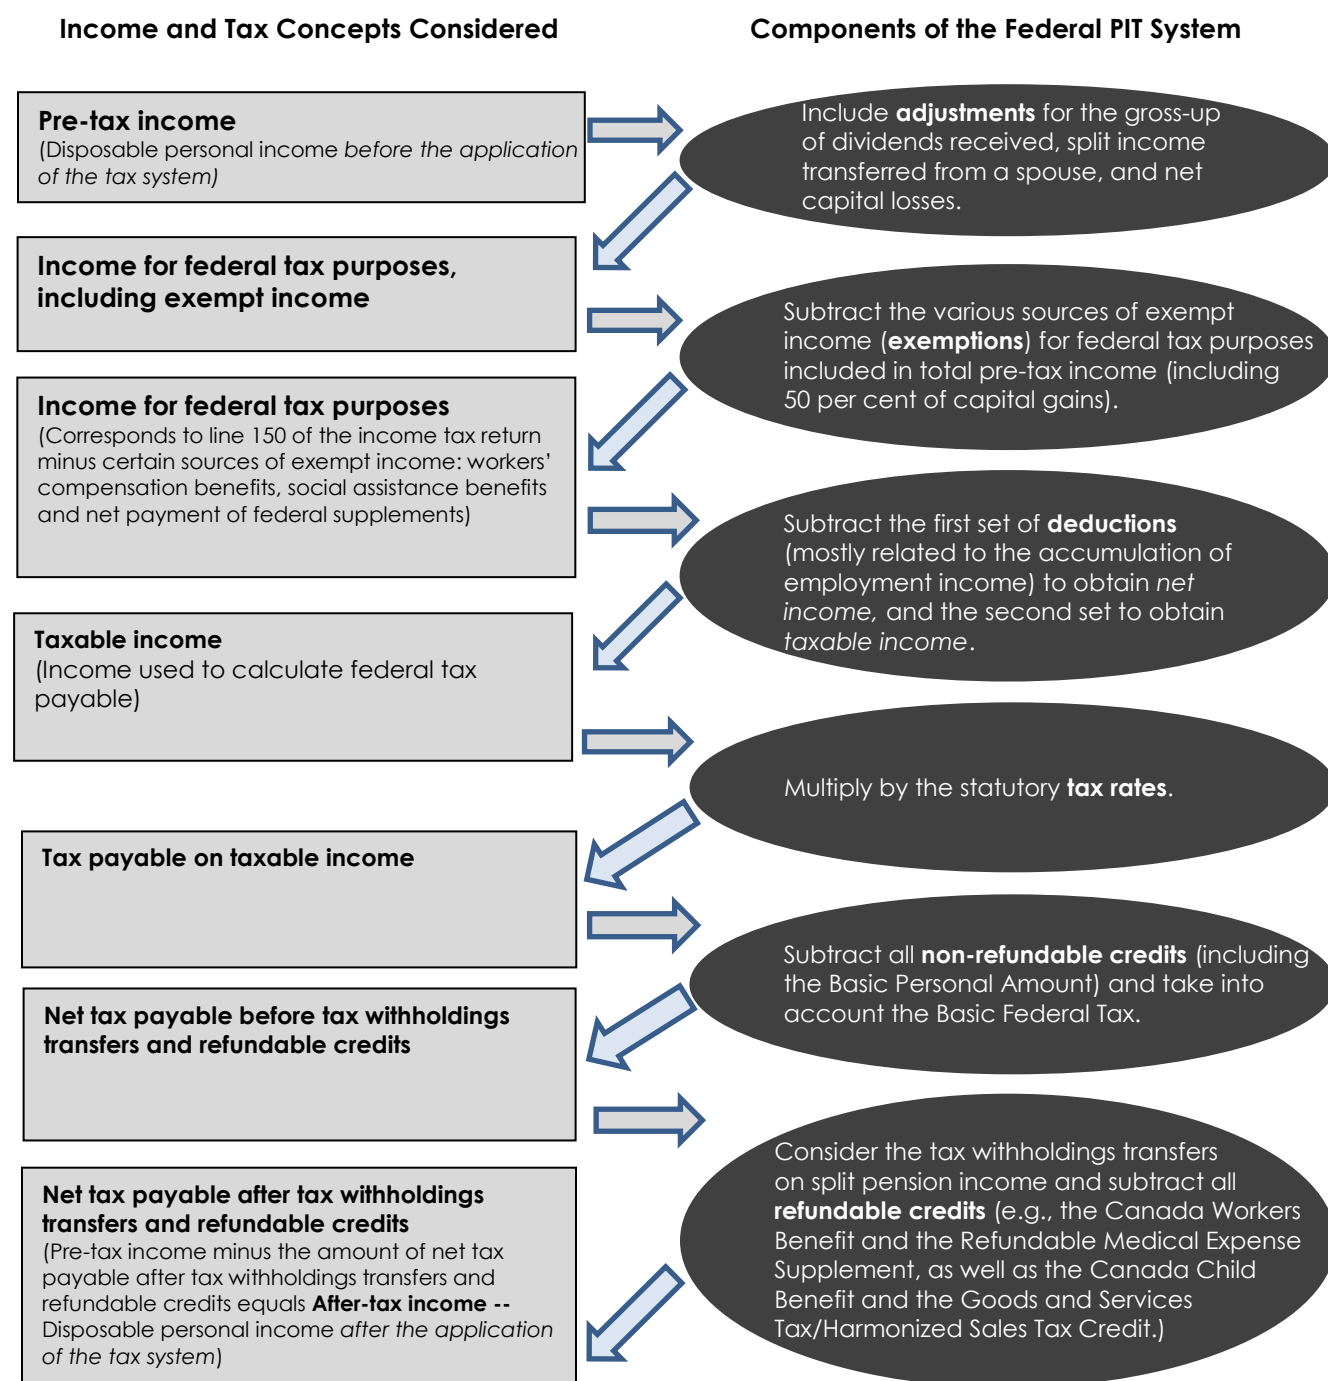 Income and Tax Concepts Considered
Components of the Federal PIT System
Pre-tax income
(Disposable personal income before the application
of the tax system)
Include adjustments for the gross-up
of dividends received, split income
transferred from a spouse, and net
capital losses.
Income for federal tax purposes,
including exempt income
Subtract the various sources of exempt
income (exemptions) for federal tax purposes
included in total pre-tax income (including
50 per cent of capital gains).
Income for federal tax purposes
(Corresponds to line 150 of the income tax return
minus certain sources of exempt income: workers’
compensation benefits, social assistance benefits
and net payment of federal supplements)
Subtract the first set of deductions
(mostly related to the accumulation of
employment income) to obtain net
income, and the second set to obtain
taxable income.
Taxable income
(Income used to calculate federal tax
payable)
Multiply by the statutory tax rates.
Tax payable on taxable income
Subtract all non-refundable credits (including
the Basic Personal Amount) and take into
account the Basic Federal Tax.
Net tax payable before tax withholdings
transfers and refundable credits
Consider the tax withholdings transfers
on split pension income and subtract all
refundable credits (e.g., the Canada Workers
Benefit and the Refundable Medical Expense
Supplement, as well as the Canada Child
Benefit and the Goods and Services
Tax/Harmonized Sales Tax Credit.)
Net tax payable after tax withholdings
transfers and refundable credits
(Pre-tax income minus the amount of net tax
payable after tax withholdings transfers and
refundable credits equals After-tax income --
Disposable personal income after the application
of the tax system)